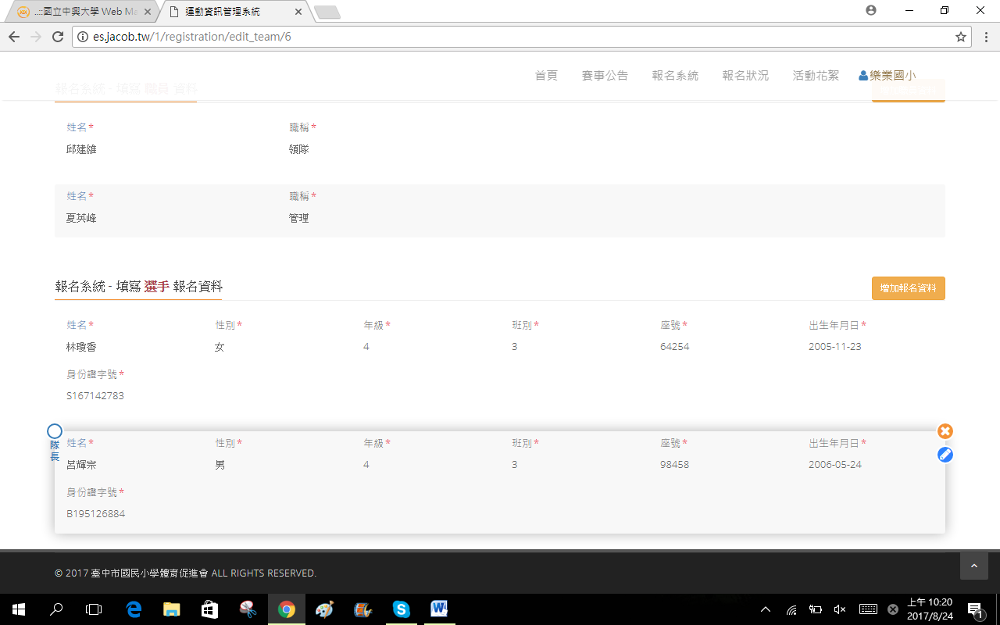 ..::國立中興大學 Web Ma
運動資訊管理系統
es.jacob.tw/1/registration/edit_team/6
首頁 賽事公告 報名系統 報名狀況 活動花絮 樂業國小
報名系統 - 填寫 職員 資料
姓名* 職稱*
邱建維 領隊
姓名* 職稱*
夏英峰 管理
報名系統 - 填寫 選手 報名資料 增加報名資料
姓名* 性別* 年級* 班別* 座號* 出生年月日*
林瓊香 女 4 3 64254 2005-11-23
身份證字號*
S167142783
隊長
姓名* 性別* 年級* 班別* 座號* 出生年月日*
呂輝宗 男 4 3 98458 2006-05-24
身份證字號*
B195126884
© 2017 臺中市國民小學體育促進會 ALL RIGHTS RESERVED.
上午 10:20
2017/8/24
1